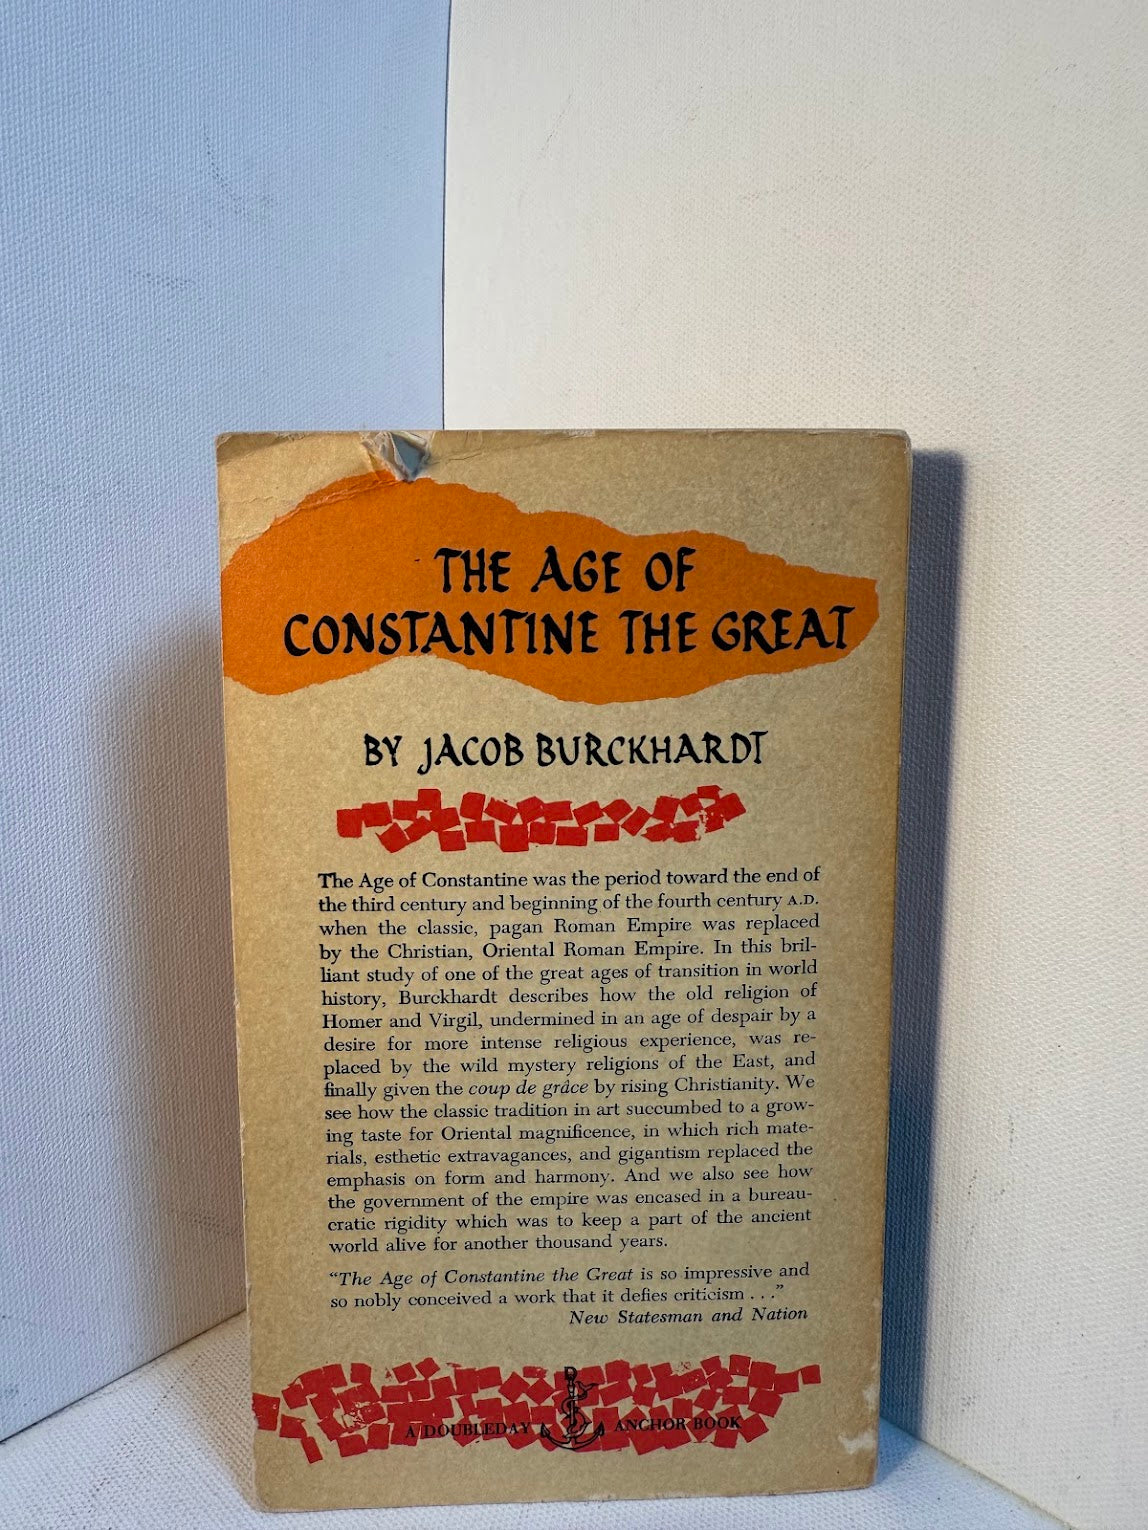 THE AGE OF
CONSTANTINE THE GREAT
BY JACOB BURCKHARDT
The Age of Constantine was the period toward the end of
the third century and beginning of the fourth century A.D.
when the classic, pagan Roman Empire was replaced
by the Christian, Oriental Roman Empire. In this bril-
liant study of one of the great ages of transition in world
history, Burckhardt describes how the old religion of
Homer and Virgil, undermined in an age of despair by a
desire for more intense religious experience, was re-
placed by the wild mystery religions of the East, and
finally given the coup de grâce by rising Christianity. We
see how the classic tradition in art succumbed to a grow-
ing taste for Oriental magnificence, in which rich mate-
rials, esthetic extravagances, and gigantism replaced the
emphasis on form and harmony. And we also see how
the government of the empire was encased in a bureau-
cratic rigidity which was to keep a part of the ancient
world alive for another thousand years.
“The Age of Constantine the Great is so impressive and
so nobly conceived a work that it defies criticism . . .”
New Statesman and Nation
A DOUBLEDAY ANCHOR BOOK